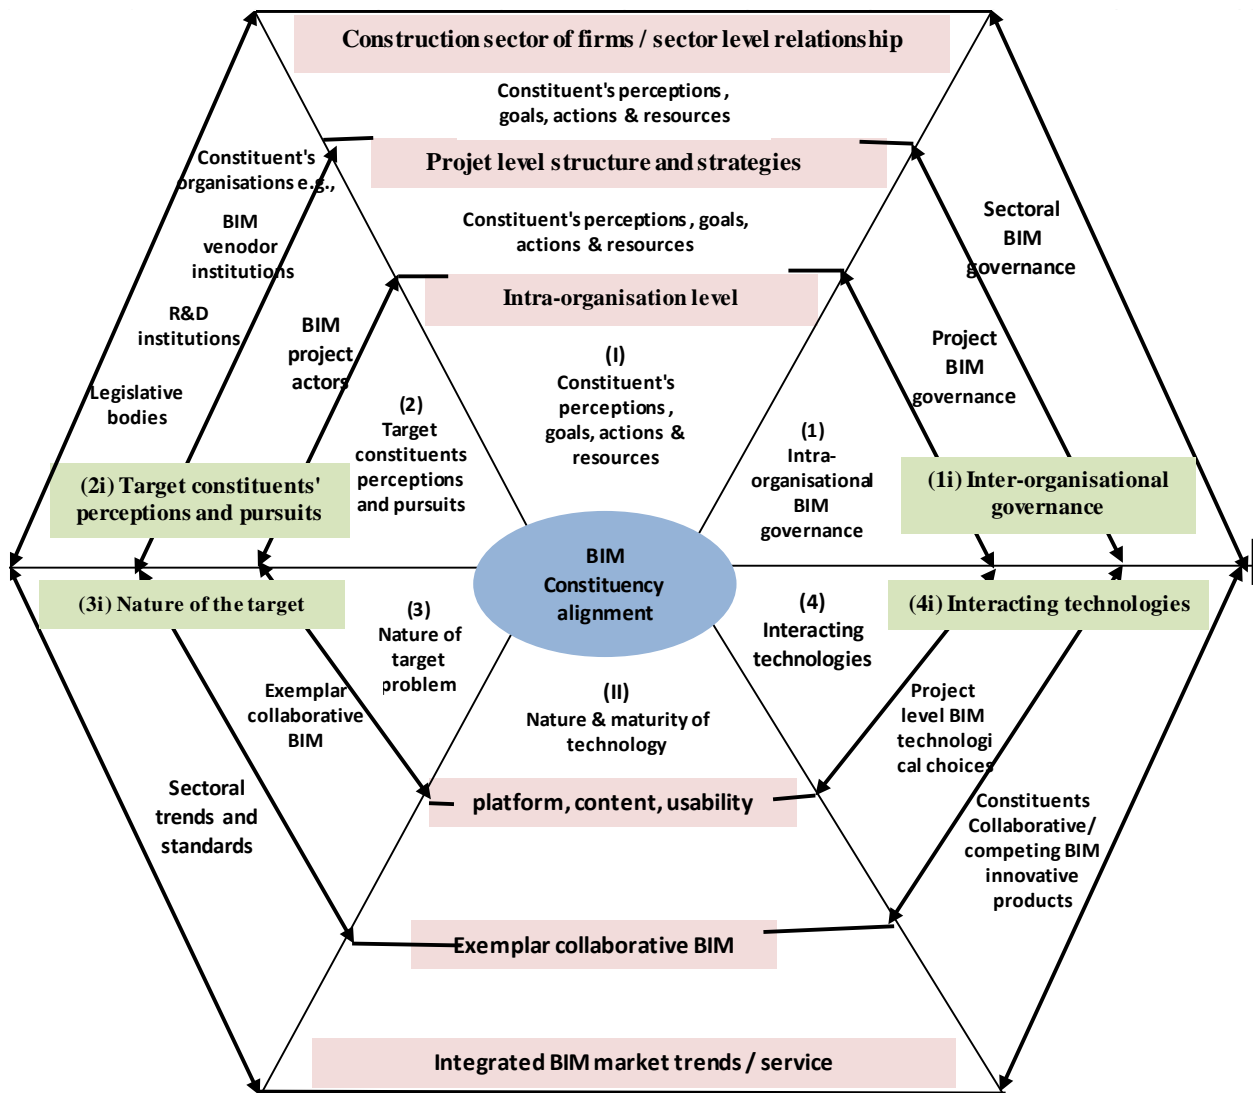 Construction sector of firms / sector level relationship
Constituent's perceptions ,
goals, actions & resources
Projet level structure and strategies
Constituent's perceptions , goals,
actions & resources
Intra-organisation level
(I)
Constituent's
perceptions ,
goals, actions &
resources
Constituent's
organisations e.g.,
BIM
venodor
institutions
R&D
institutions
Legislative
bodies
BIM
project
actors
(2)
Target
constituents
perceptions
and pursuits
(2i) Target constituents'
perceptions and pursuits
Sectoral
BIM
governance
Project
BIM
governance
(1)
Intra-
organisational
BIM
governance
(1i) Inter-organisational
governance
BIM
Constituency
alignment
(3i) Nature of the target
(3)
Nature of
target
problem
Exemplar
collaborative
BIM
Sectoral
trends and
standards
(II)
Nature & maturity of
technology
platform, content, usability
Exemplar collaborative BIM
Integrated BIM market trends / service
(4)
Interacting
technologies
(4i) Interacting technologies
Project
level BIM
technologi
cal choices
Constituents
Collaborative/
competing BIM
innovative
products